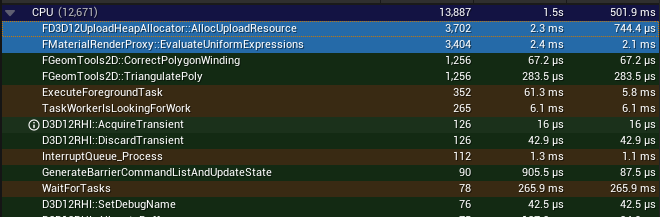 CPU (12,671) 13,887 1.5s 501.9 ms
FD3D12UploadHeapAllocator::AllocUploadResource 3,702 2.3 ms 744.4 µs
FMaterialRenderProxy::EvaluateUniformExpressions 3,404 2.4 ms 2.1 ms
FGeomTools2D::CorrectPolygonWinding 1,256 67.2 µs 67.2 µs
FGeomTools2D::TriangulatePoly 1,256 283.5 µs 283.5 µs
ExecuteForegroundTask 352 61.3 ms 5.8 ms
TaskWorkerIsLookingForWork 265 6.1 ms 6.1 ms
D3D12RHI::AcquireTransient 126 16 µs 16 µs
D3D12RHI::DiscardTransient 126 42.9 µs 42.9 µs
InterruptQueue_Process 112 1.3 ms 1.1 ms
GenerateBarrierCommandListAndUpdateState 90 905.5 µs 87.5 µs
WaitForTasks 78 265.9 ms 265.9 ms
D3D12RHI::SetDebugName 76 42.5 µs 42.5 µs